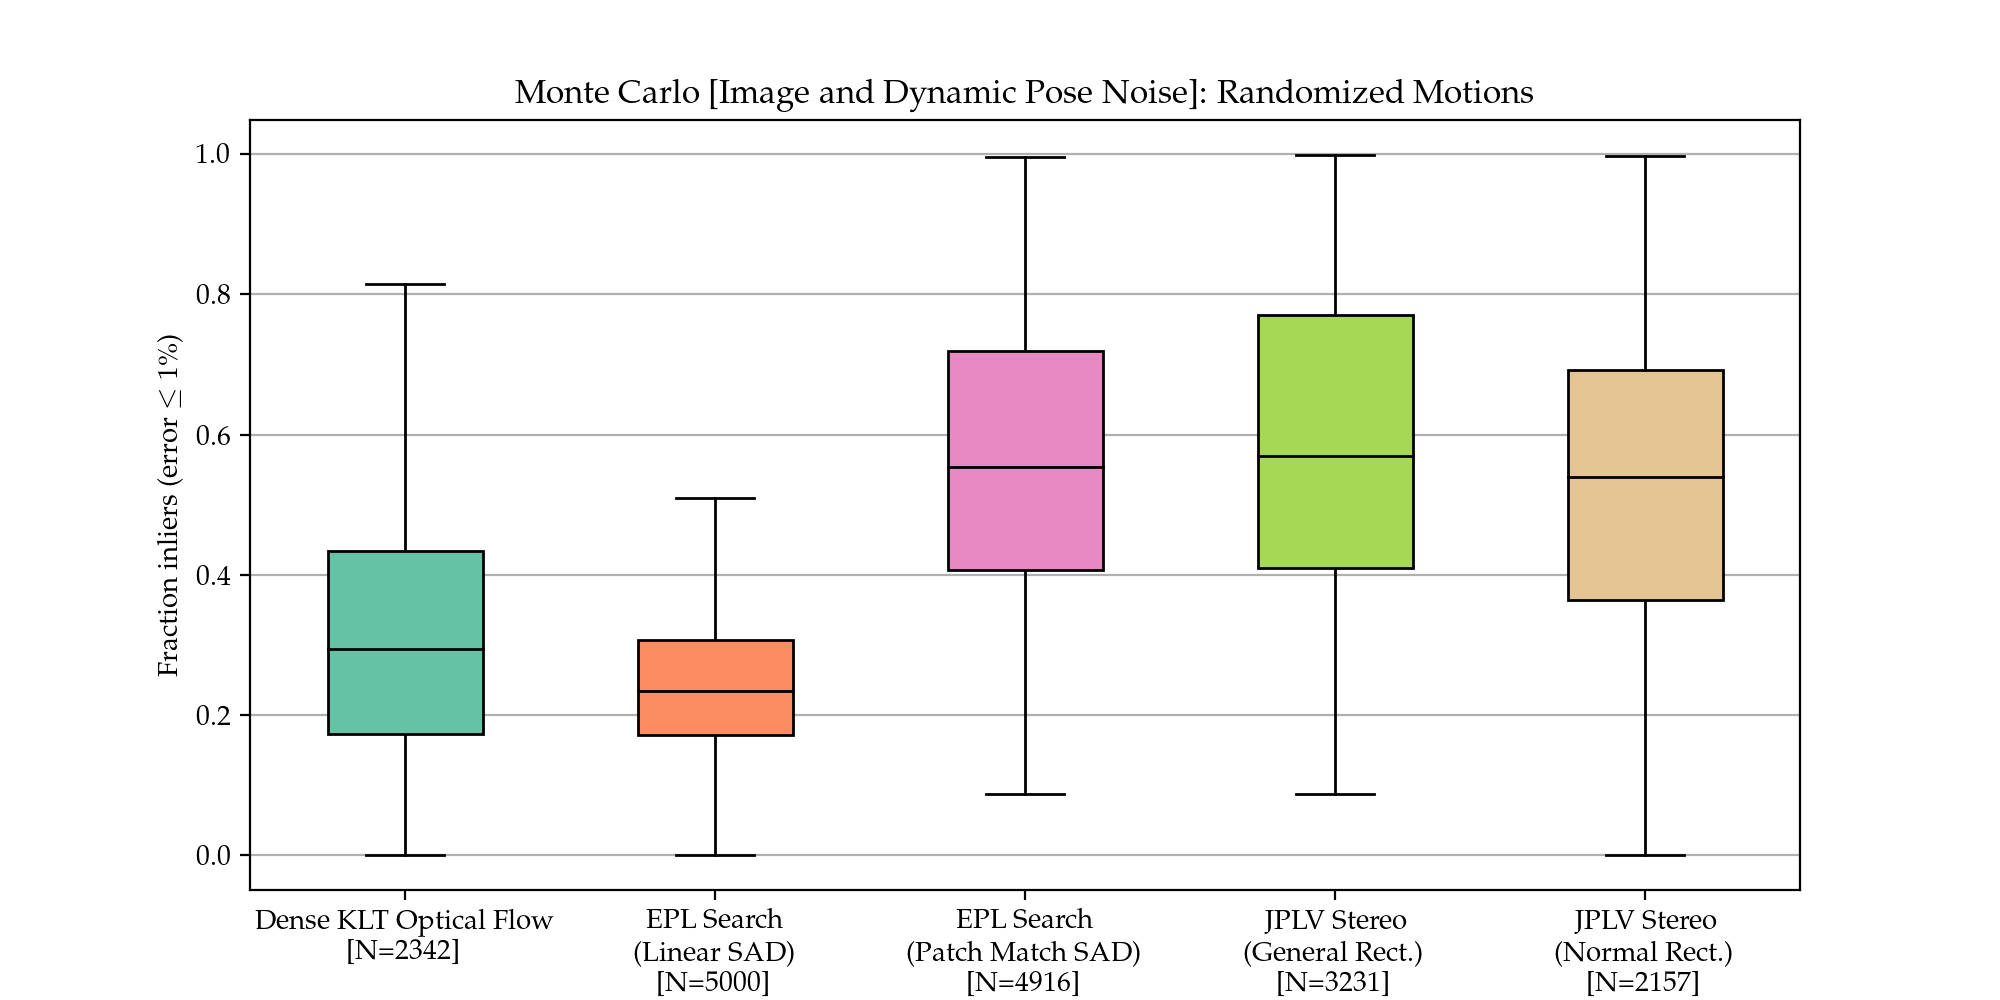 Monte Carlo [Image and Dynamic Pose Noise]: Randomized Motions
Fraction inliers (error ≤ 1%)
1.0
0.8
0.6
0.4
0.2
0.0
Dense KLT Optical Flow
[N=2342]
EPL Search
(Linear SAD)
[N=5000]
EPL Search
(Patch Match SAD)
[N=4916]
JPLV Stereo
(General Rect.)
[N=3231]
JPLV Stereo
(Normal Rect.)
[N=2157]